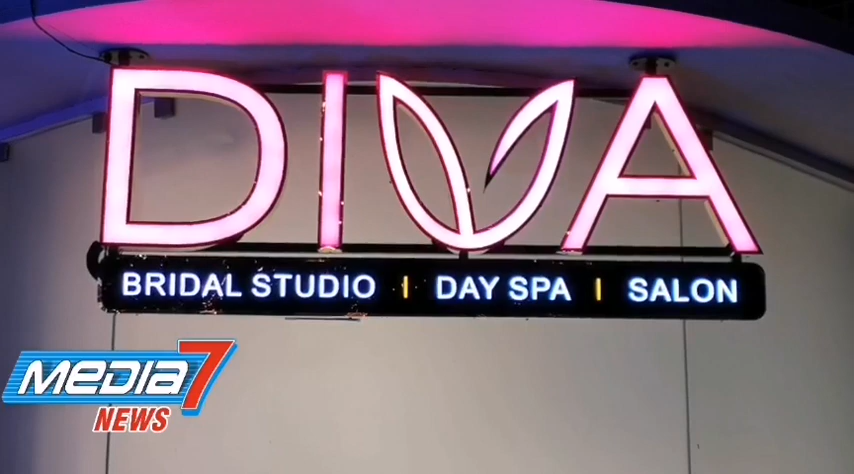 DIVA
BRIDAL STUDIO | DAY SPA | SALON
MEDIA 7
NEWS